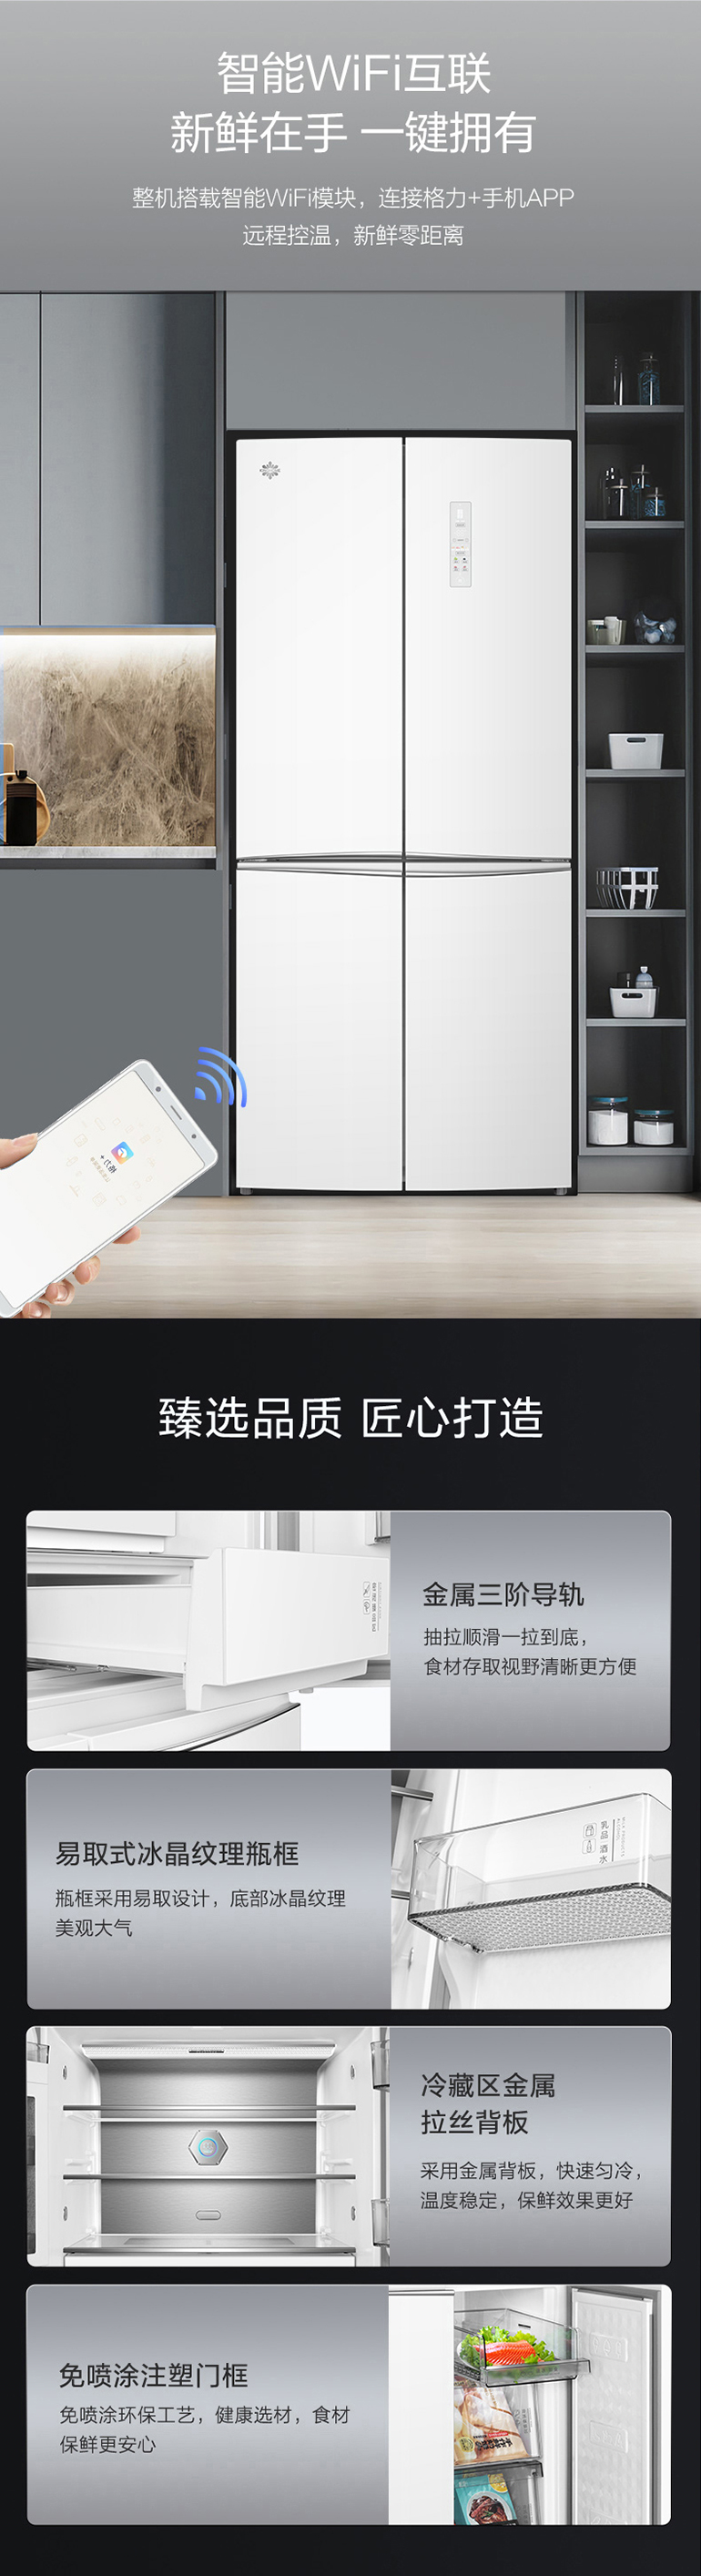 智能WiFi互联
新鲜在手 一键拥有
整机搭载智能WiFi模块，连接格力+手机APP
远程控温，新鲜零距离
格力+
臻选品质 匠心打造
金属三阶导轨
抽拉顺滑一拉到底，
食材存取视野清晰更方便
易取式冰晶纹理瓶框
瓶框采用易取设计，底部冰晶纹理
美观大气
乳品 酒水
冷藏区金属
拉丝背板
采用金属背板，快速匀冷，
温度稳定，保鲜效果更好
免喷涂注塑门框
免喷涂环保工艺，健康选材，食材
保鲜更安心